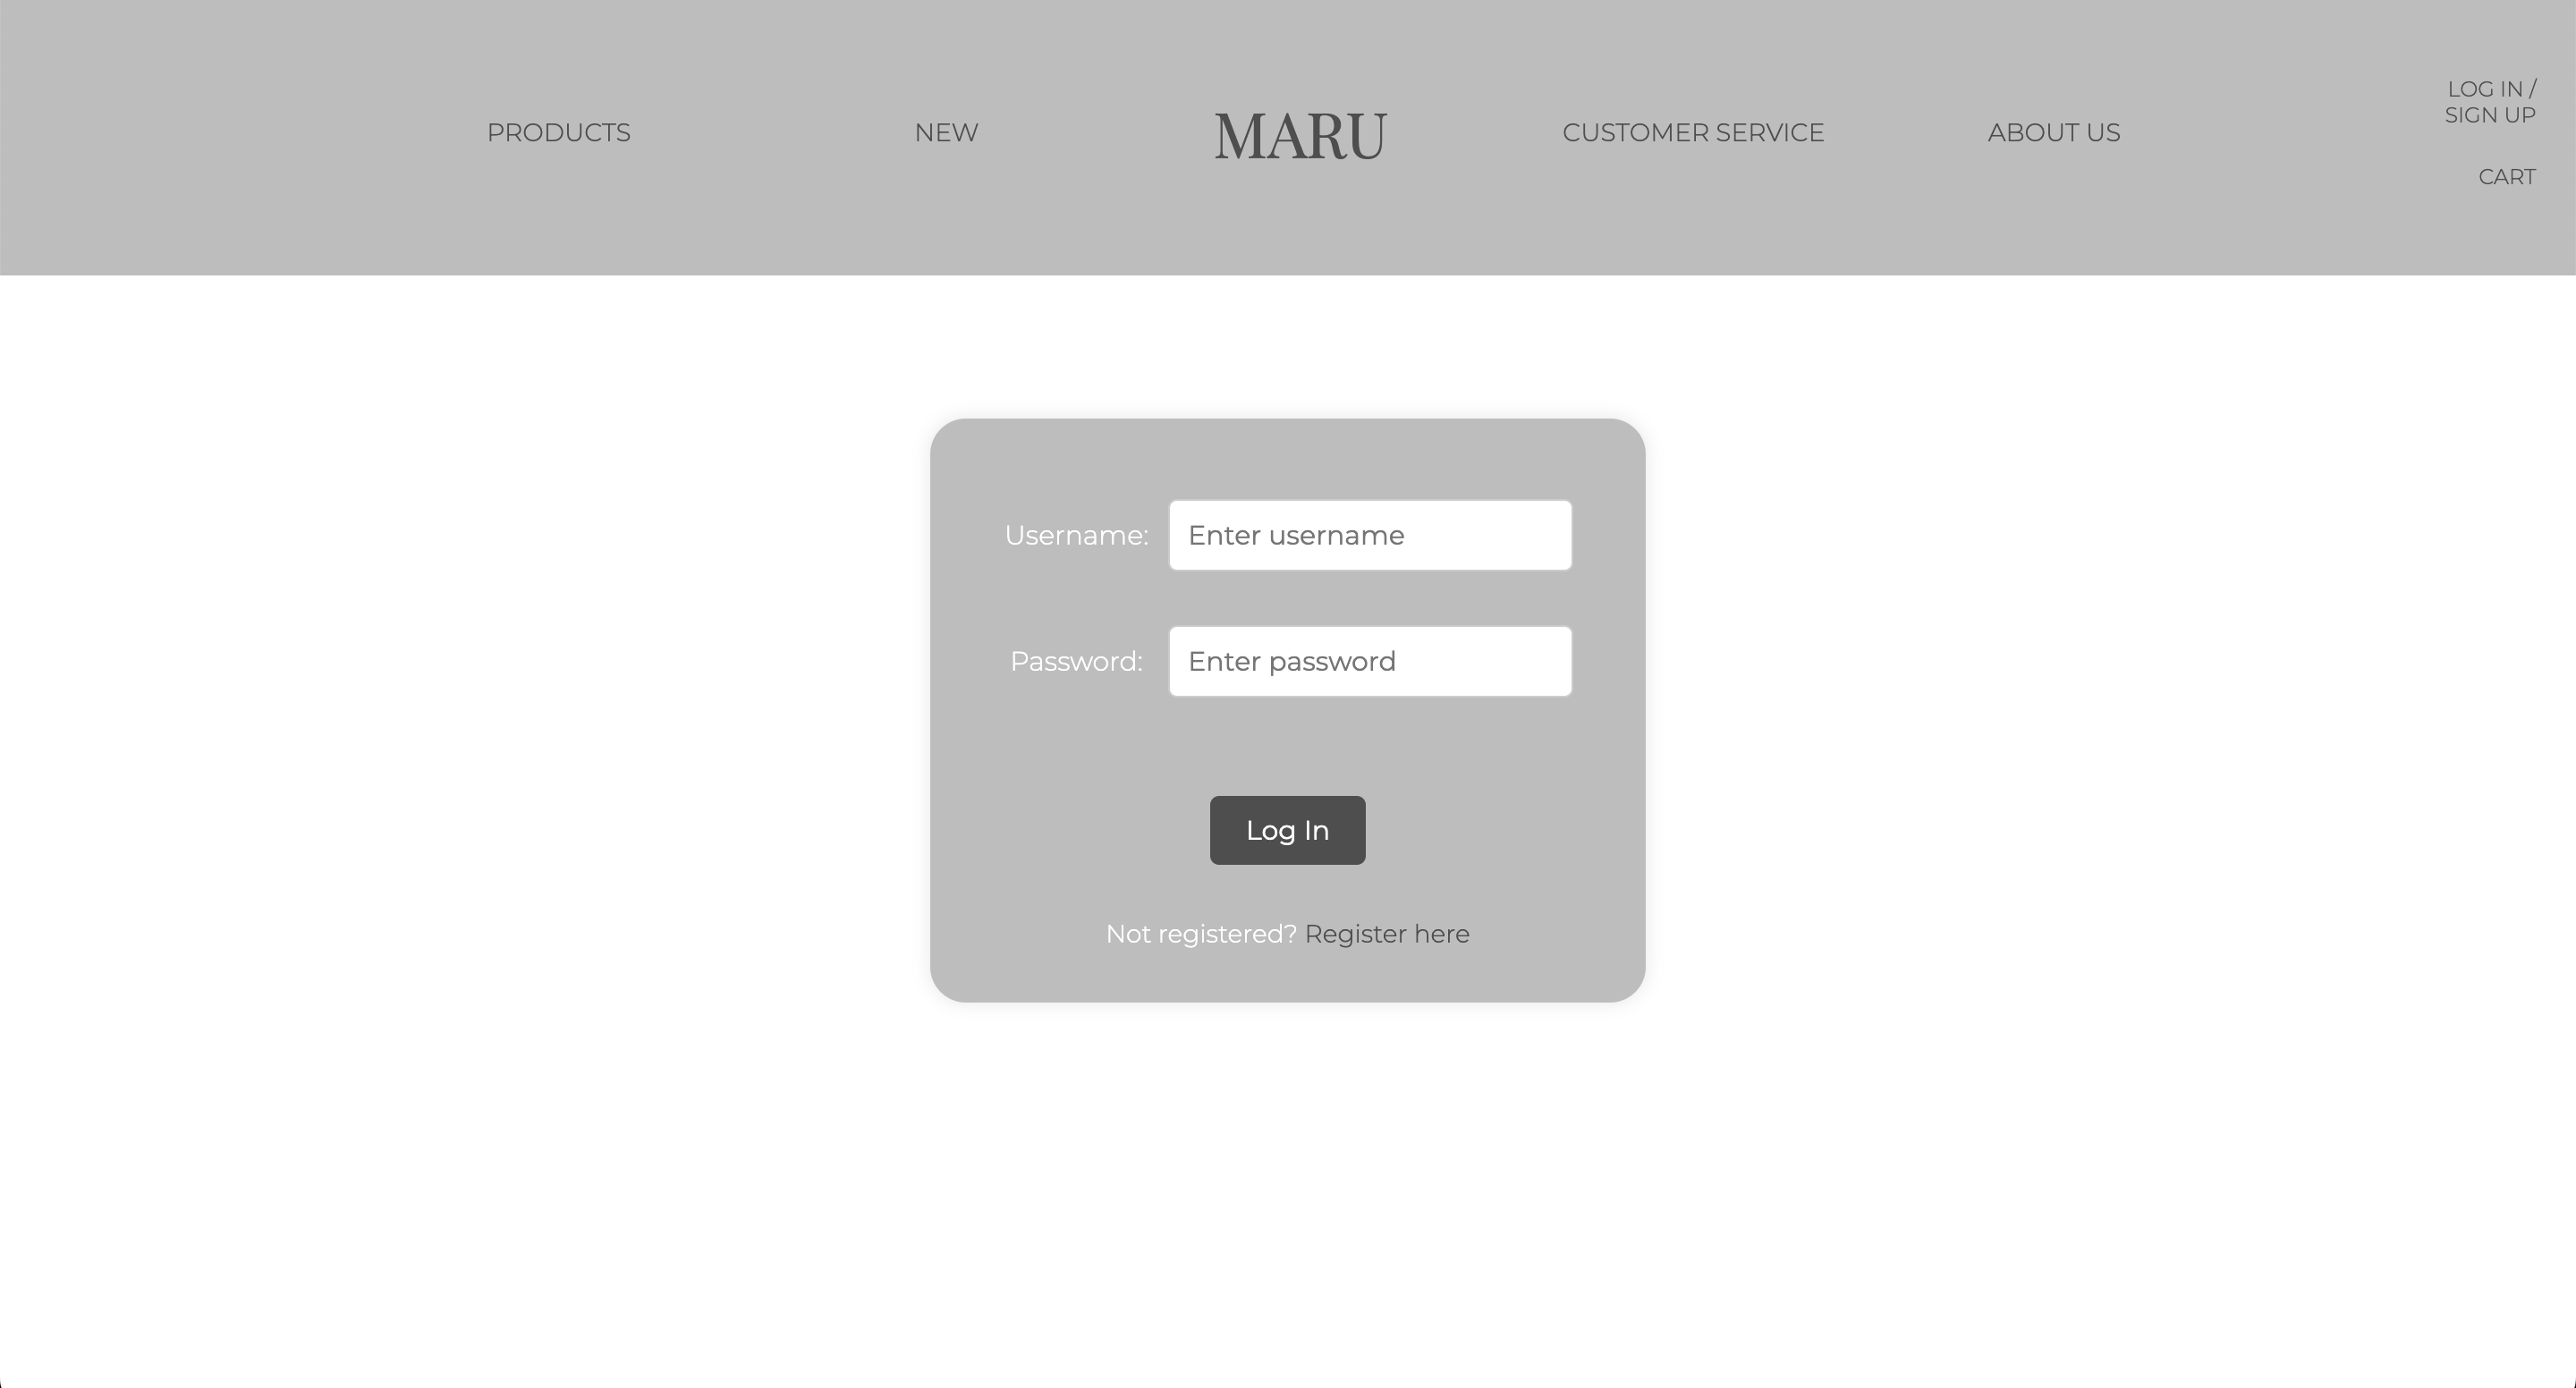 PRODUCTS
NEW
MARU
CUSTOMER SERVICE
ABOUT US
LOG IN /
SIGN UP
CART
Username:
Enter username
Password:
Enter password
Log In
Not registered? Register here